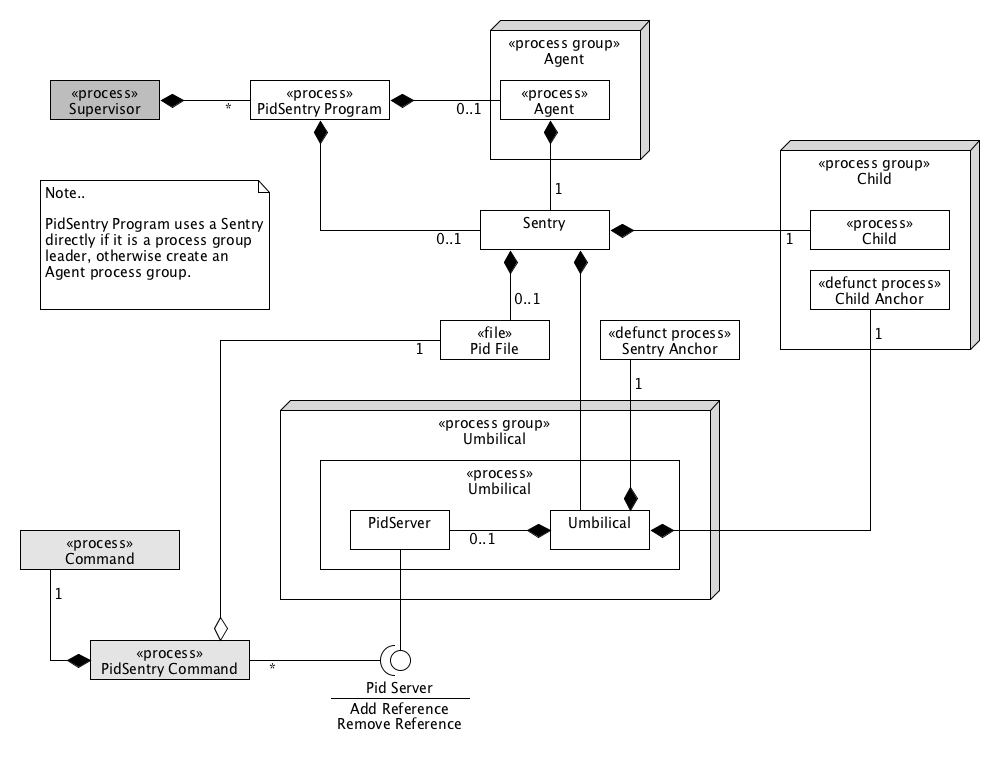 «process group»
Agent
«process»
Supervisor
*
«process»
PidSentry Program
0..1
«process»
Agent
1
«process group»
Child
Note..
PidSentry Program uses a Sentry
directly if it is a process group
leader, otherwise create an
Agent process group.
0..1
Sentry
1
«process»
Child
«defunct process»
Child Anchor
1
0..1
1
«file»
Pid File
«defunct process»
Sentry Anchor
1
«process group»
Umbilical
«process»
Umbilical
PidServer
0..1
Umbilical
«process»
Command
1
«process»
PidSentry Command
*
Pid Server
Add Reference
Remove Reference